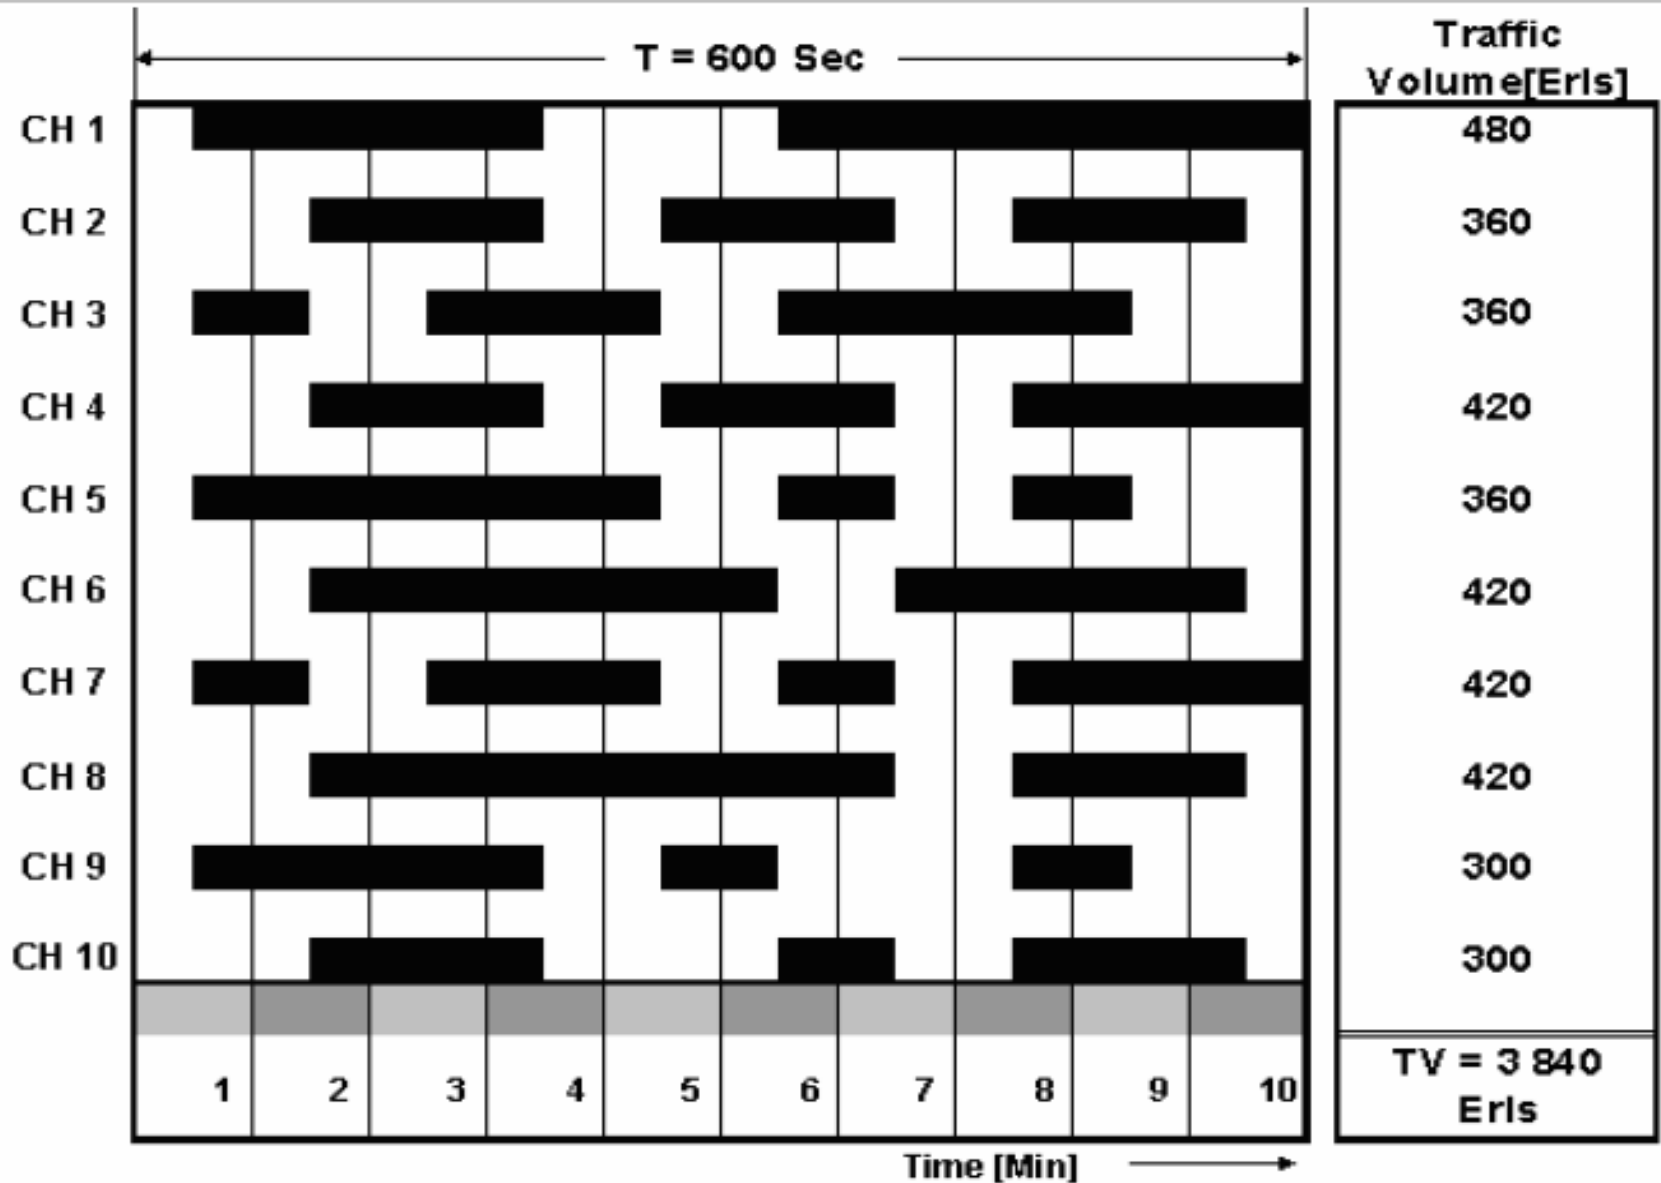 T = 600 Sec
Traffic
Volume[Erls]
CH 1 480
CH 2 360
CH 3 360
CH 4 420
CH 5 360
CH 6 420
CH 7 420
CH 8 420
CH 9 300
CH 10 300
1 2 3 4 5 6 7 8 9 10
TV = 3 840
Erls
Time [Min]